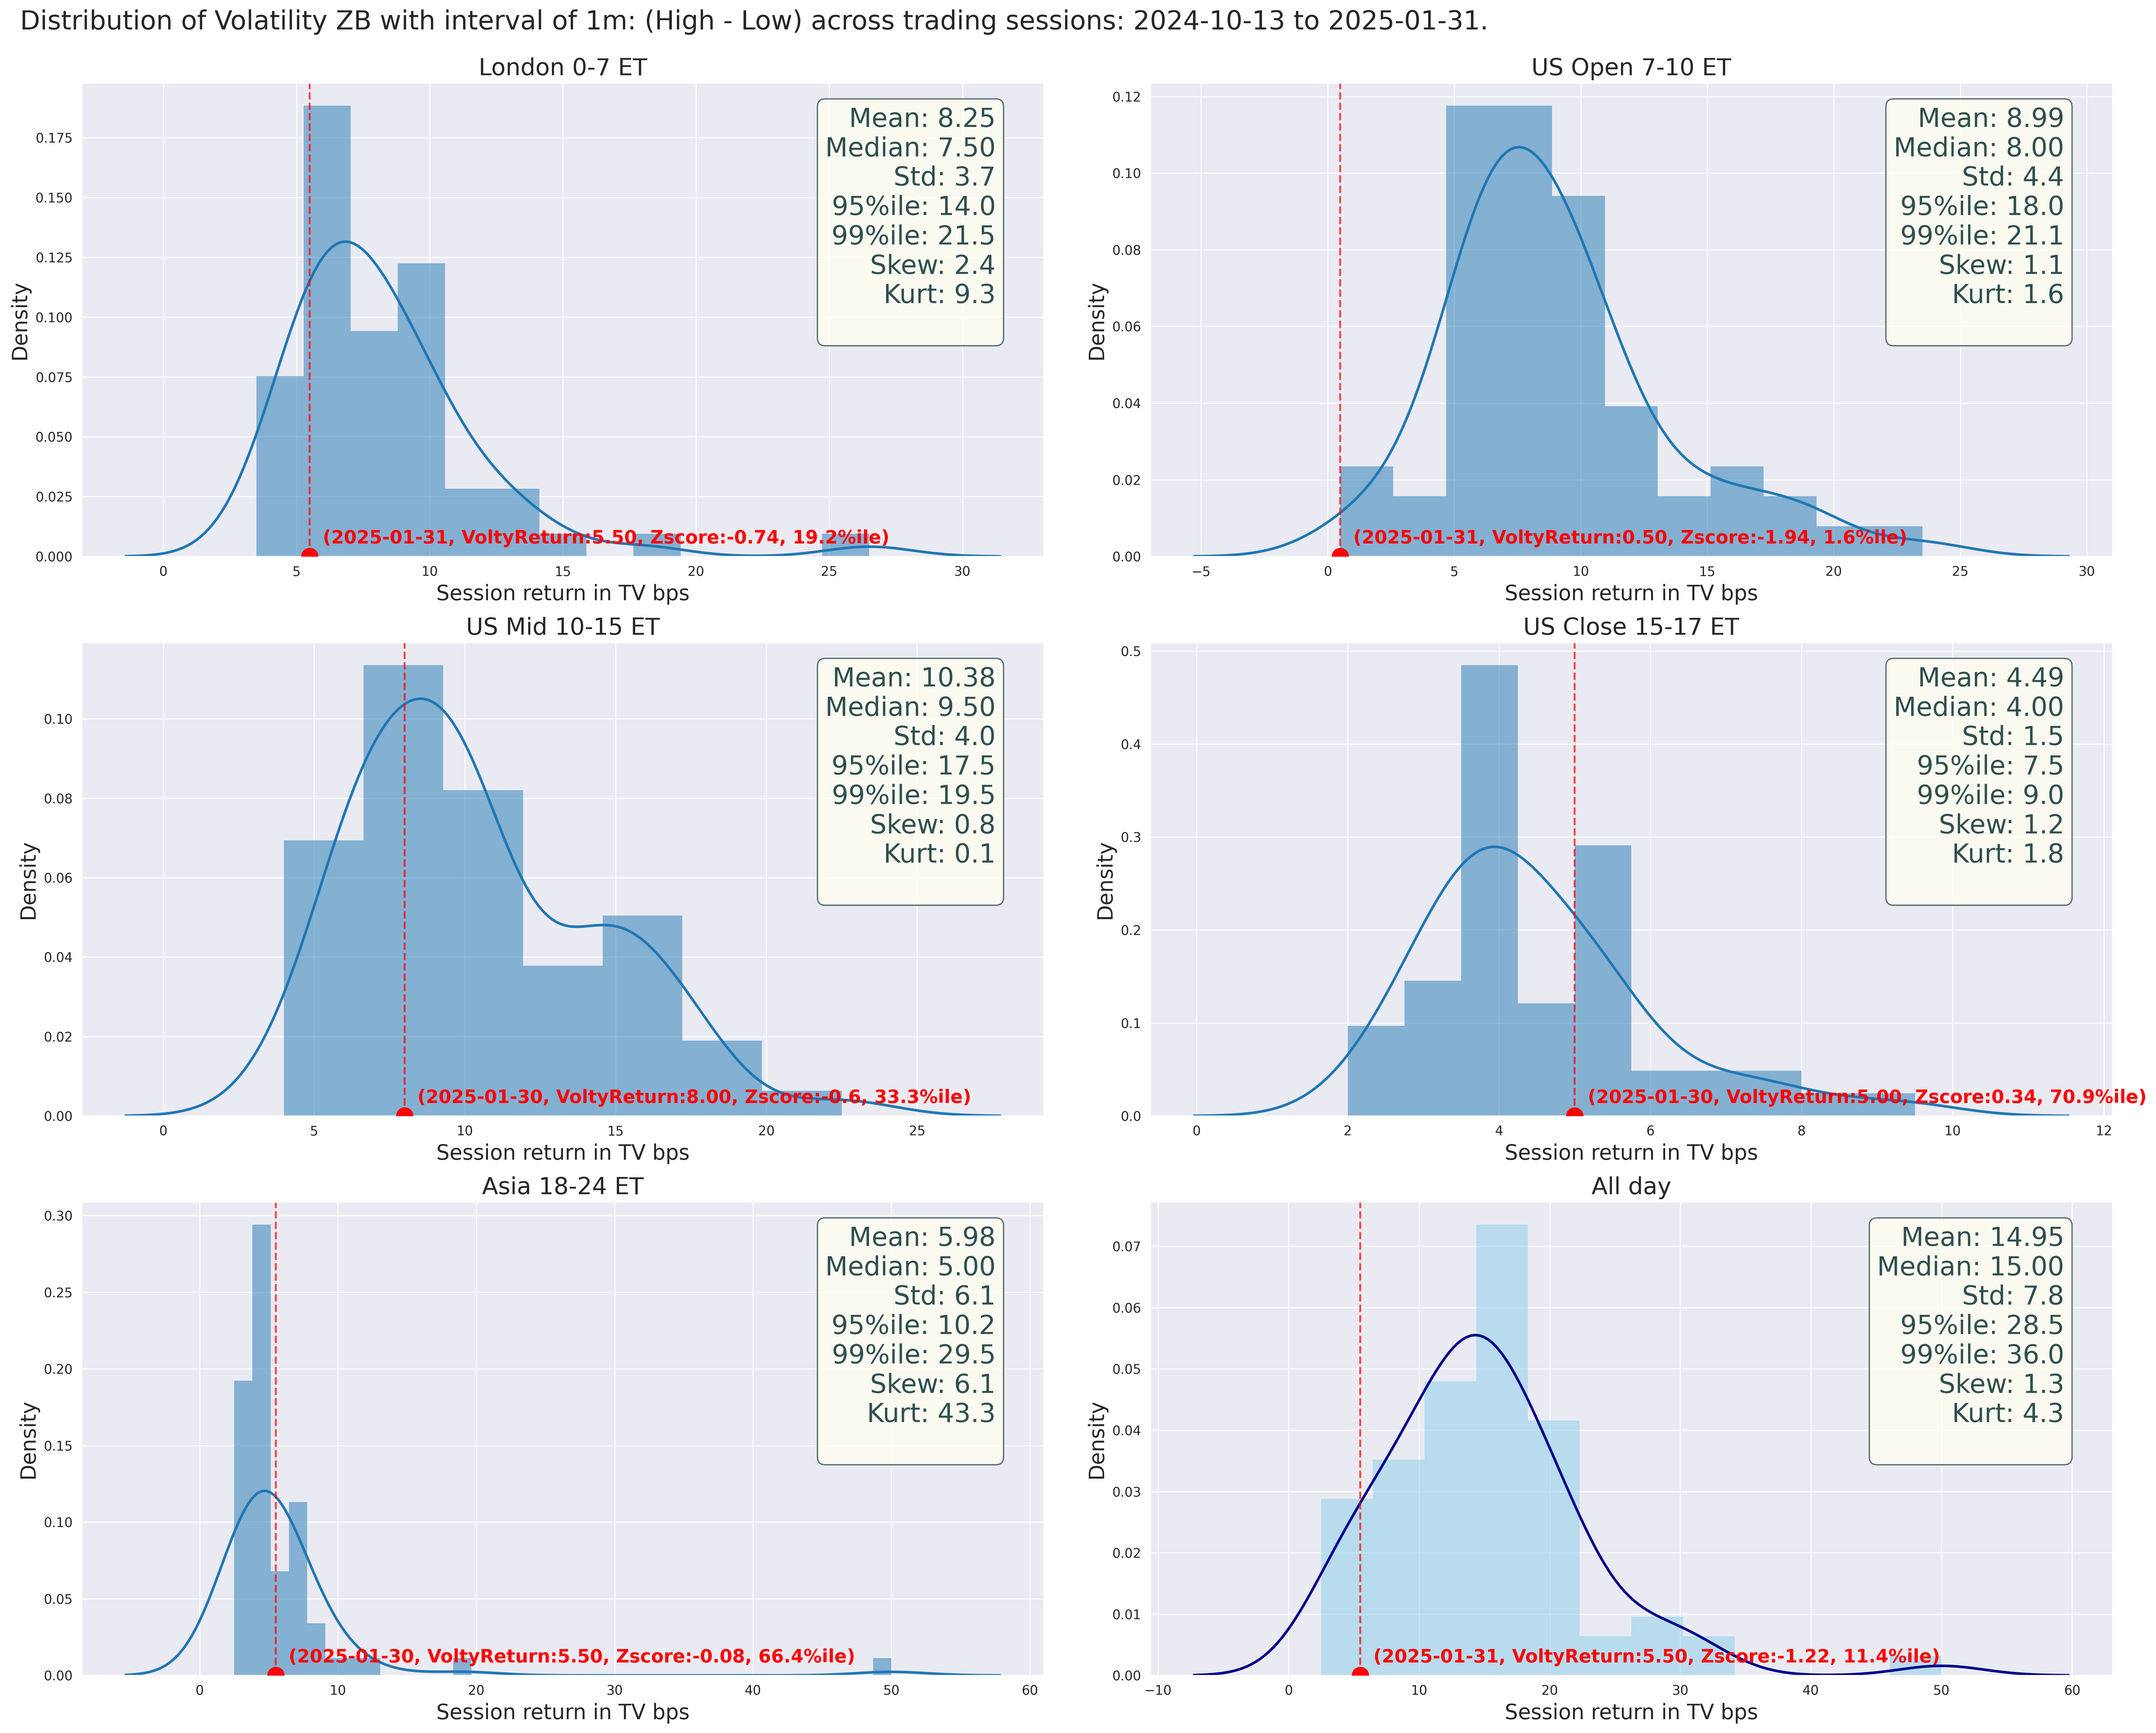 Distribution of Volatility ZB with interval of 1m: (High - Low) across trading sessions: 2024-10-13 to 2025-01-31.
London 0-7 ET
Mean: 8.25
Median: 7.50
Std: 3.7
95%ile: 14.0
99%ile: 21.5
Skew: 2.4
Kurt: 9.3
0.175
0.150
0.125
0.100
0.075
0.050
0.025
0.000
Density
(2025-01-31, VoltyReturn:5.50, Zscore:-0.74, 19.2%ile)
0 5 10 15 20 25 30
Session return in TV bps
US Open 7-10 ET
Mean: 8.99
Median: 8.00
Std: 4.4
95%ile: 18.0
99%ile: 21.1
Skew: 1.1
Kurt: 1.6
0.12
0.10
0.08
0.06
0.04
0.02
0.00
Density
(2025-01-31, VoltyReturn:0.50, Zscore:-1.94, 1.6%ile)
−5 0 5 10 15 20 25 30
Session return in TV bps
US Mid 10-15 ET
Mean: 10.38
Median: 9.50
Std: 4.0
95%ile: 17.5
99%ile: 19.5
Skew: 0.8
Kurt: 0.1
0.10
0.08
0.06
0.04
0.02
0.00
Density
(2025-01-30, VoltyReturn:8.00, Zscore:-0.6, 33.3%ile)
0 5 10 15 20 25
Session return in TV bps
US Close 15-17 ET
Mean: 4.49
Median: 4.00
Std: 1.5
95%ile: 7.5
99%ile: 9.0
Skew: 1.2
Kurt: 1.8
0.5
0.4
0.3
0.2
0.1
0.0
Density
(2025-01-30, VoltyReturn:5.00, Zscore:0.34, 70.9%ile)
0 2 4 6 8 10 12
Session return in TV bps
Asia 18-24 ET
Mean: 5.98
Median: 5.00
Std: 6.1
95%ile: 10.2
99%ile: 29.5
Skew: 6.1
Kurt: 43.3
0.30
0.25
0.20
0.15
0.10
0.05
0.00
Density
(2025-01-30, VoltyReturn:5.50, Zscore:-0.08, 66.4%ile)
0 10 20 30 40 50 60
Session return in TV bps
All day
Mean: 14.95
Median: 15.00
Std: 7.8
95%ile: 28.5
99%ile: 36.0
Skew: 1.3
Kurt: 4.3
0.07
0.06
0.05
0.04
0.03
0.02
0.01
0.00
Density
(2025-01-31, VoltyReturn:5.50, Zscore:-1.22, 11.4%ile)
−10 0 10 20 30 40 50 60
Session return in TV bps